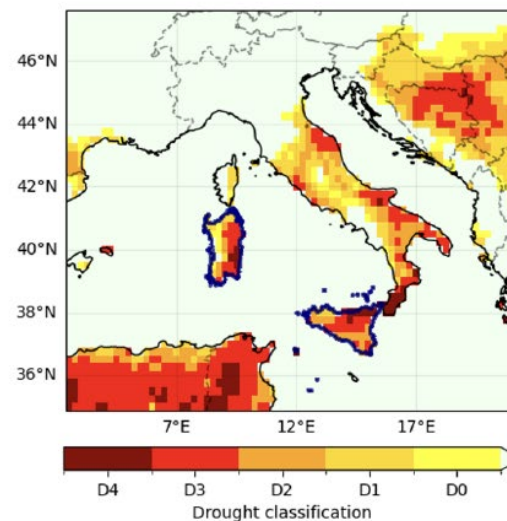 46°N
44°N
42°N
40°N
38°N
36°N
7°E 12°E 17°E
D4 D3 D2 D1 D0
Drought classification